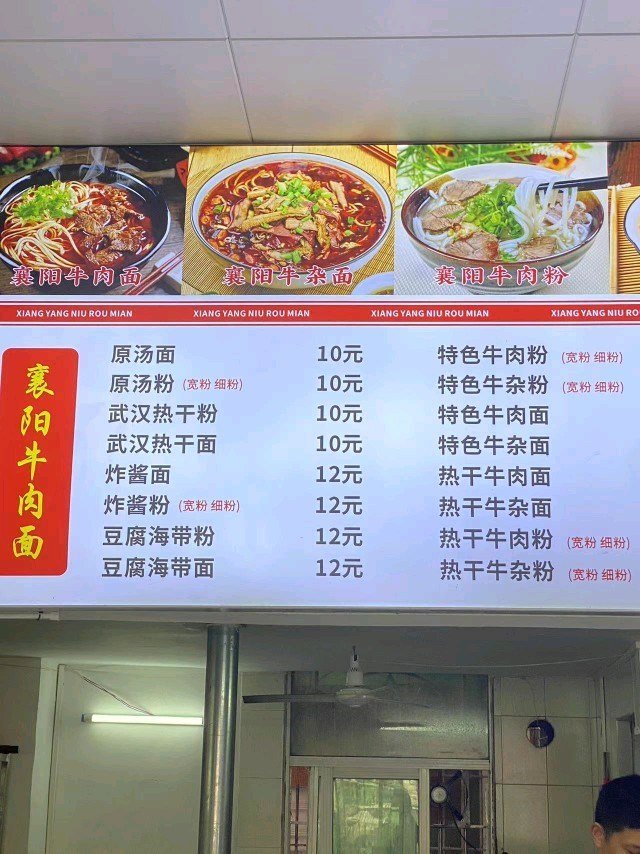 襄阳牛肉面
襄阳牛杂面
襄阳牛肉粉
XIANG YANG NIU ROU MIAN XIANG YANG NIU ROU MIAN XIANG YANG NIU ROU MIAN XIANG YANG NIU ROU
襄阳牛肉面
原汤面 10元
原汤粉 (宽粉 细粉) 10元
武汉热干粉 10元
武汉热干面 10元
炸酱面 12元
炸酱粉 (宽粉 细粉) 12元
豆腐海带粉 12元
豆腐海带面 12元
特色牛肉粉 (宽粉 细粉)
特色牛杂粉 (宽粉 细粉)
特色牛肉面
特色牛杂面
热干牛肉面
热干牛杂面
热干牛肉粉 (宽粉 细粉)
热干牛杂粉 (宽粉 细粉)